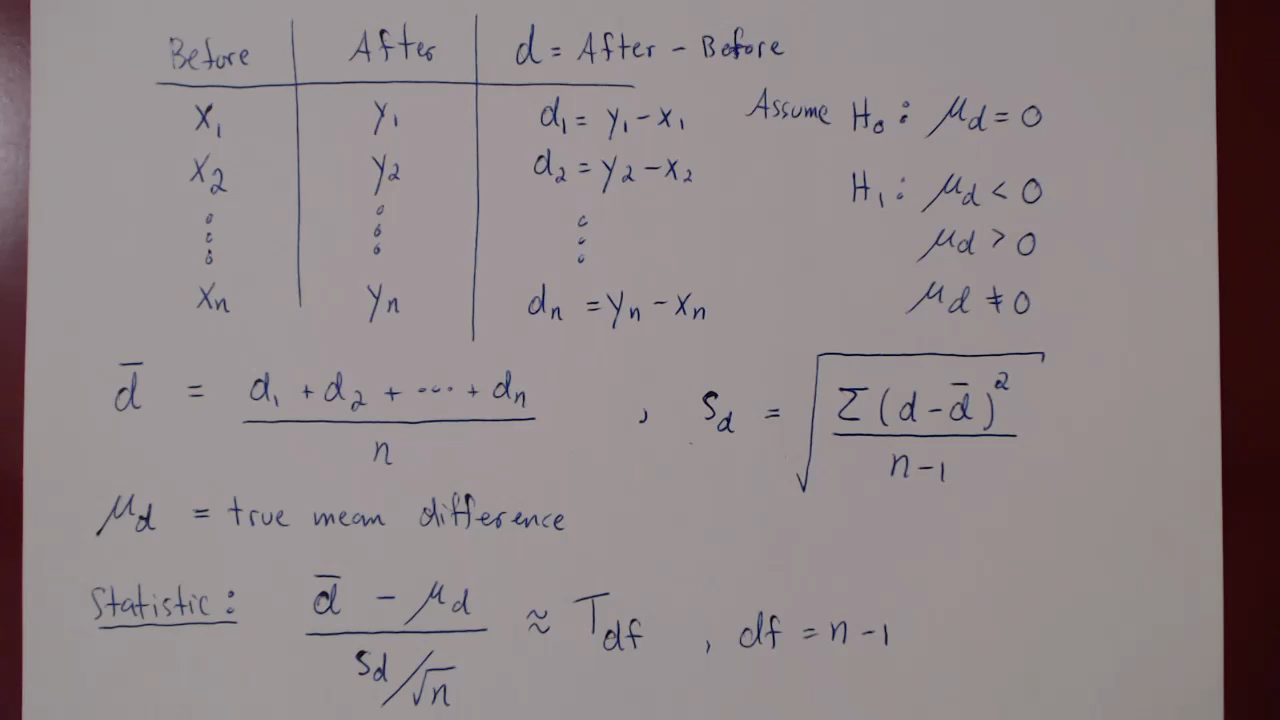 Before After d = After - Before
x₁ y₁ d₁ = y₁ - x₁ Assume H₀ : μd = 0
x₂ y₂ d₂ = y₂ - x₂
H₁ : μd < 0
⋮ ⋮ ⋮
μd > 0
xn yn dn = yn - xn μd ≠ 0
d̄ = (d₁ + d₂ + ... + dn) / n , Sd = √(Σ(d - d̄)² / (n - 1))
μd = true mean difference
Statistic: (d̄ - μd) / (Sd/√n) ≈ Tdf , df = n - 1